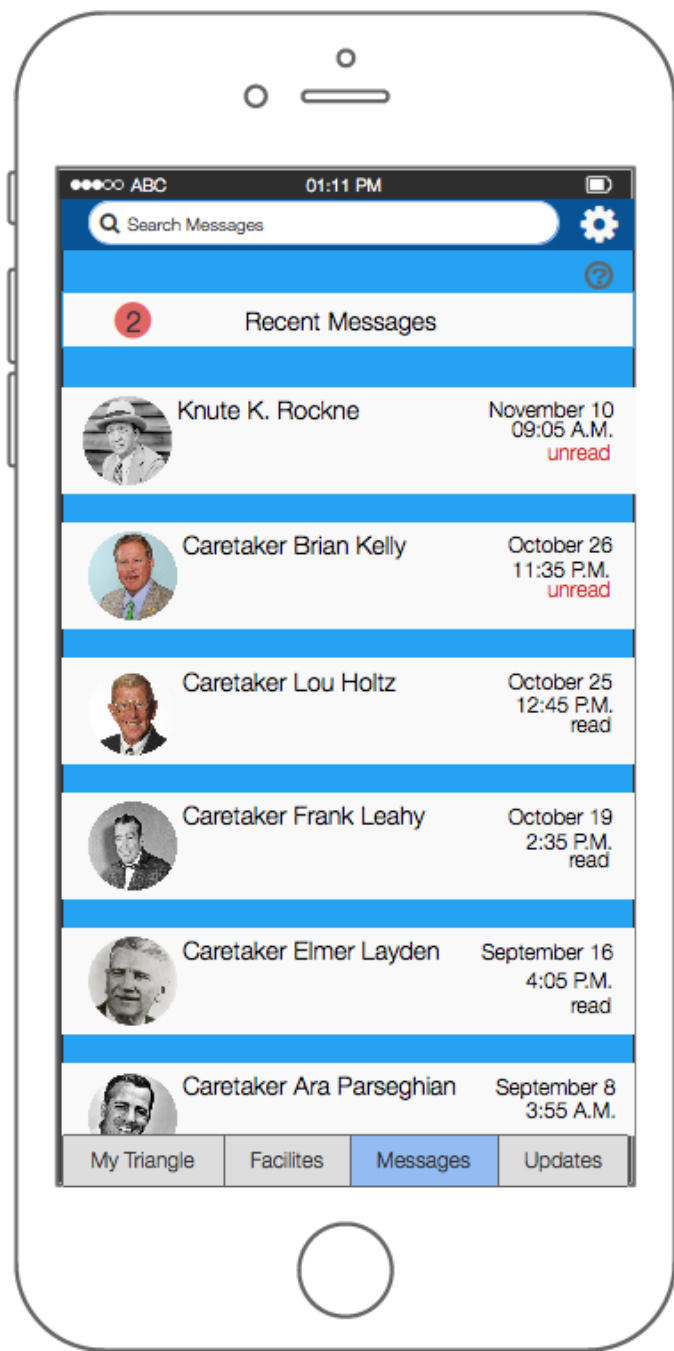 ABC 01:11 PM
Search Messages
?
2 Recent Messages
Knute K. Rockne November 10
09:05 A.M.
unread
Caretaker Brian Kelly October 26
11:35 P.M.
unread
Caretaker Lou Holtz October 25
12:45 P.M.
read
Caretaker Frank Leahy October 19
2:35 P.M.
read
Caretaker Elmer Layden September 16
4:05 P.M.
read
Caretaker Ara Parseghian September 8
3:55 A.M.
My Triangle Facilites Messages Updates